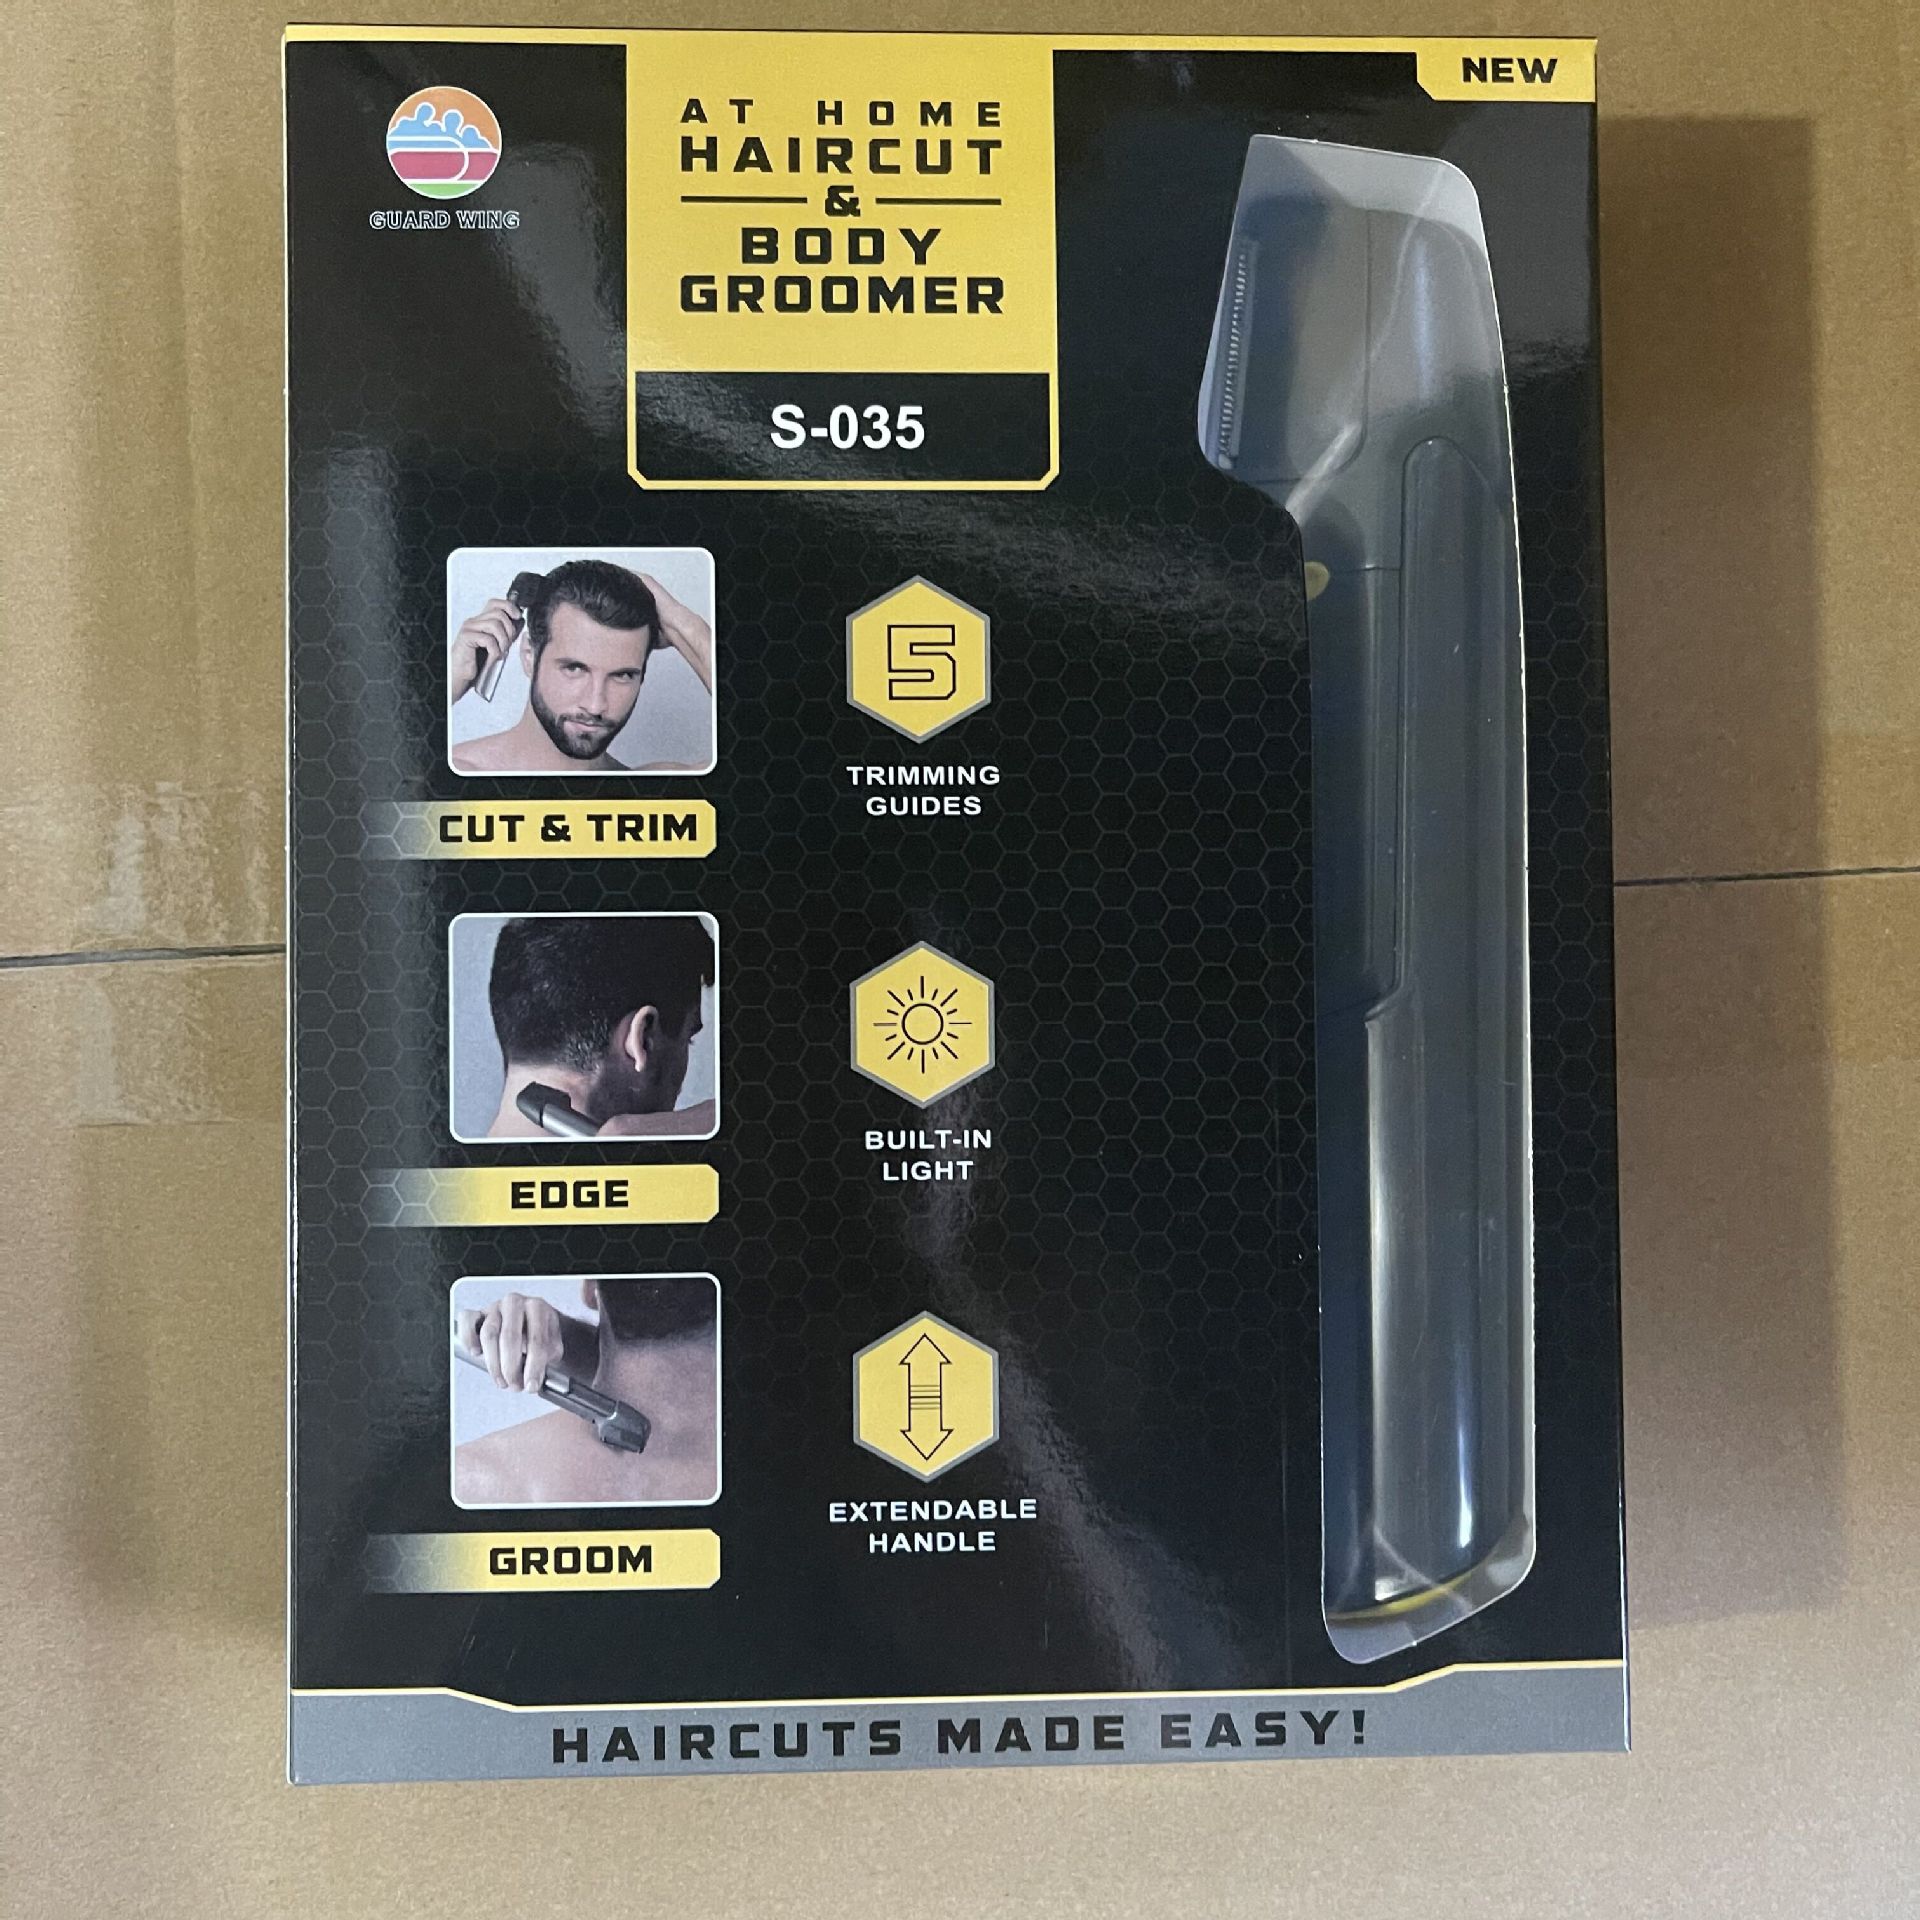 NEW
GUARD WING
AT HOME
HAIRCUT
&
BODY
GROOMER
S-035
5
TRIMMING
GUIDES
CUT & TRIM
BUILT-IN
LIGHT
EDGE
EXTENDABLE
HANDLE
GROOM
HAIRCUTS MADE EASY!